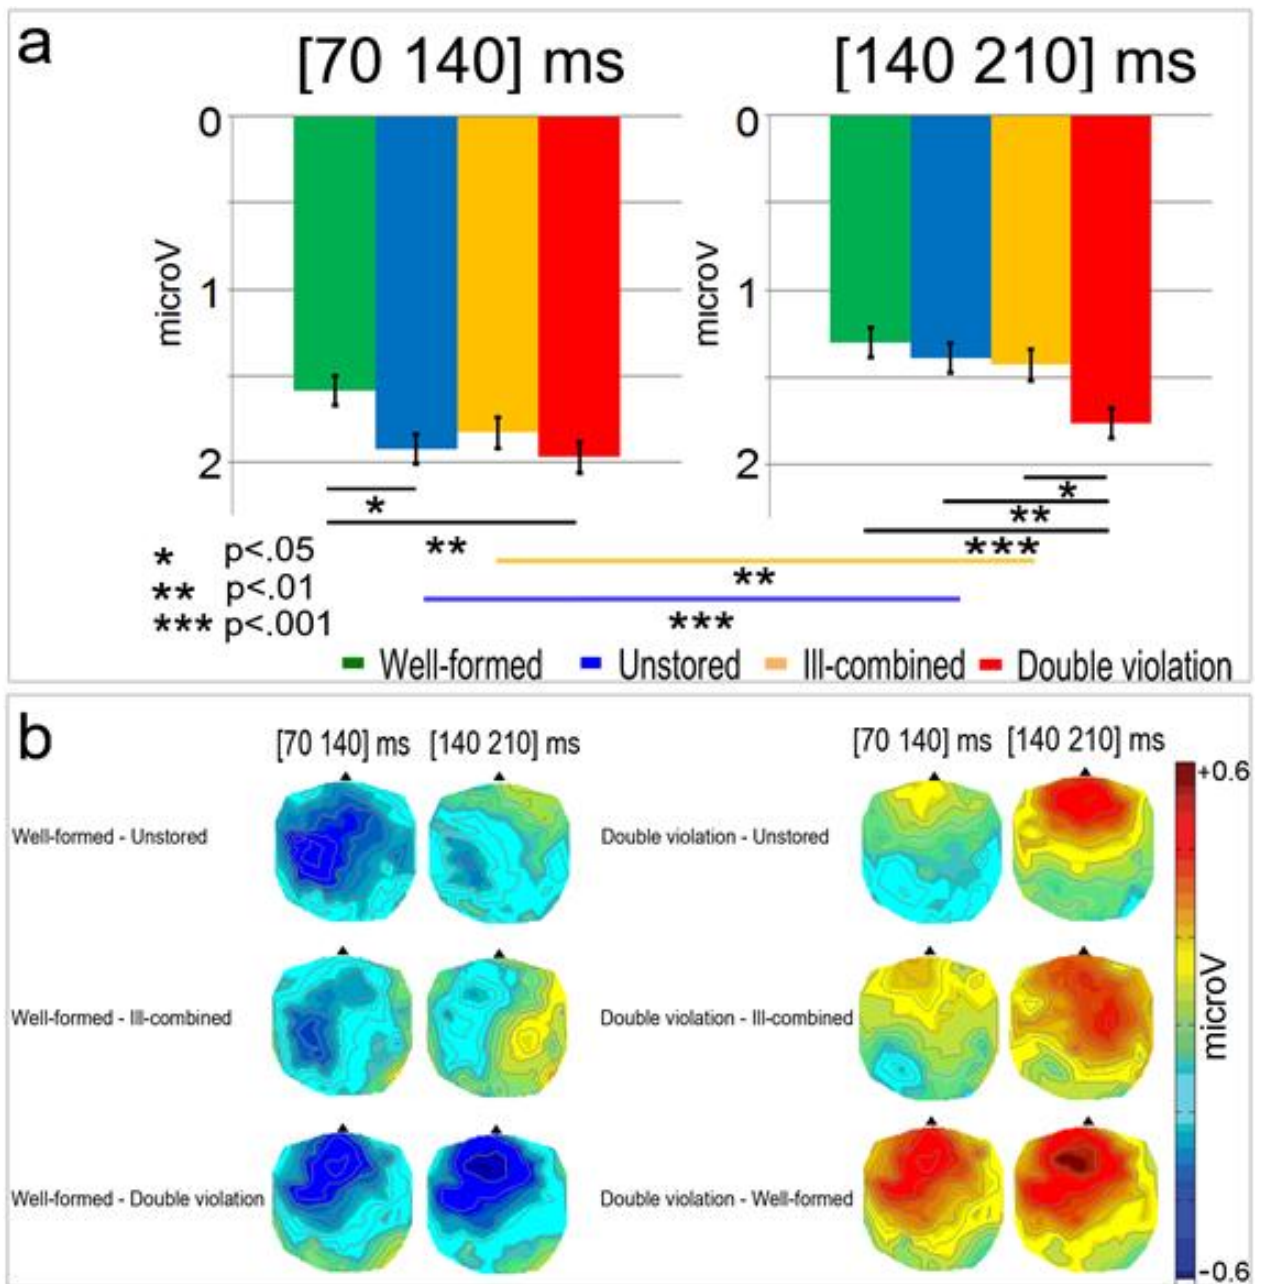 a
[70 140] ms
[140 210] ms
0
1
2
microV
0
1
2
microV
*
**
*
**
***
**
***
* p<.05
** p<.01
*** p<.001
Well-formed Unstored Ill-combined Double violation
b
[70 140] ms [140 210] ms
[70 140] ms [140 210] ms
+0.6
Well-formed - Unstored
Double violation - Unstored
Well-formed - Ill-combined
Double violation - Ill-combined
microV
Well-formed - Double violation
Double violation - Well-formed
-0.6